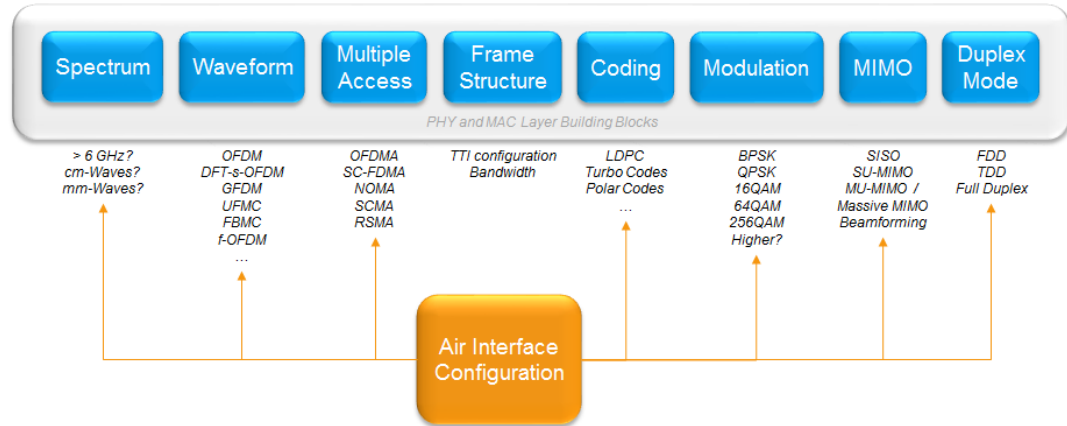 Spectrum
Waveform
Multiple
Access
Frame
Structure
Coding
Modulation
MIMO
Duplex
Mode
PHY and MAC Layer Building Blocks
> 6 GHz?
cm-Waves?
mm-Waves?
OFDM
DFT-s-OFDM
GFDM
UFMC
FBMC
f-OFDM
...
OFDMA
SC-FDMA
NOMA
SCMA
RSMA
TTI configuration
Bandwidth
LDPC
Turbo Codes
Polar Codes
...
BPSK
QPSK
16QAM
64QAM
256QAM
Higher?
SISO
SU-MIMO
MU-MIMO /
Massive MIMO
Beamforming
FDD
TDD
Full Duplex
Air Interface
Configuration